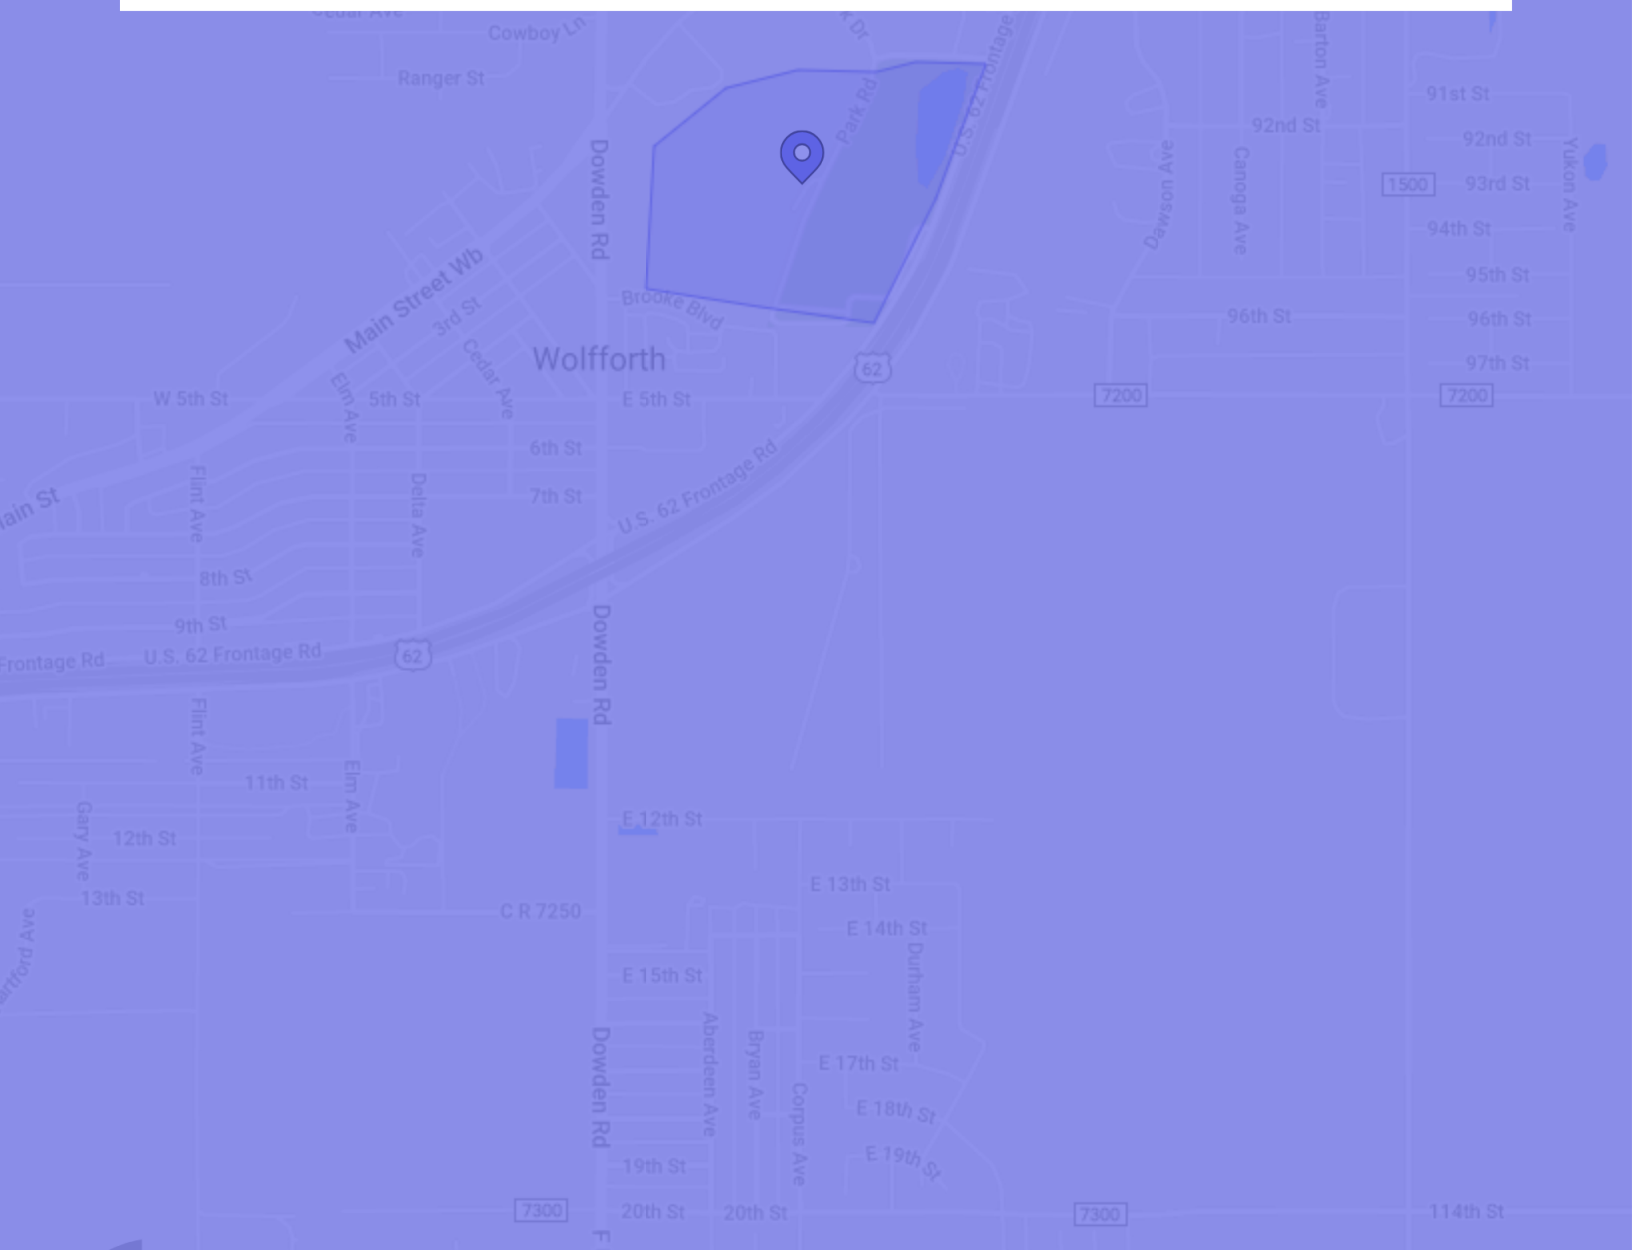 Cedar Ave
Cowboy Ln
Ranger St
k Dr
U.S. 62 Frontage
Barton Ave
91st St
92nd St
92nd St
Yukon Ave
Park Rd
Dowden Rd
Dawson Ave
Canoga Ave
1500
93rd St
94th St
95th St
Main Street Wb
3rd St
Brooke Blvd
96th St
96th St
Wolfforth
62
97th St
Cedar Ave
Elm Ave
W 5th St
5th St
E 5th St
7200
7200
6th St
7th St
U.S. 62 Frontage Rd
Flint Ave
Delta Ave
ain St
8th St
9th St
Frontage Rd
U.S. 62 Frontage Rd
62
Dowden Rd
Flint Ave
Elm Ave
11th St
Gary Ave
12th St
E 12th St
13th St
E 13th St
C R 7250
E 14th St
artford Ave
Durham Ave
E 15th St
Dowden Rd
Aberdeen Ave
Bryan Ave
Corpus Ave
E 17th St
E 18th St
E 19th St
19th St
7300
20th St
20th St
7300
114th St
F